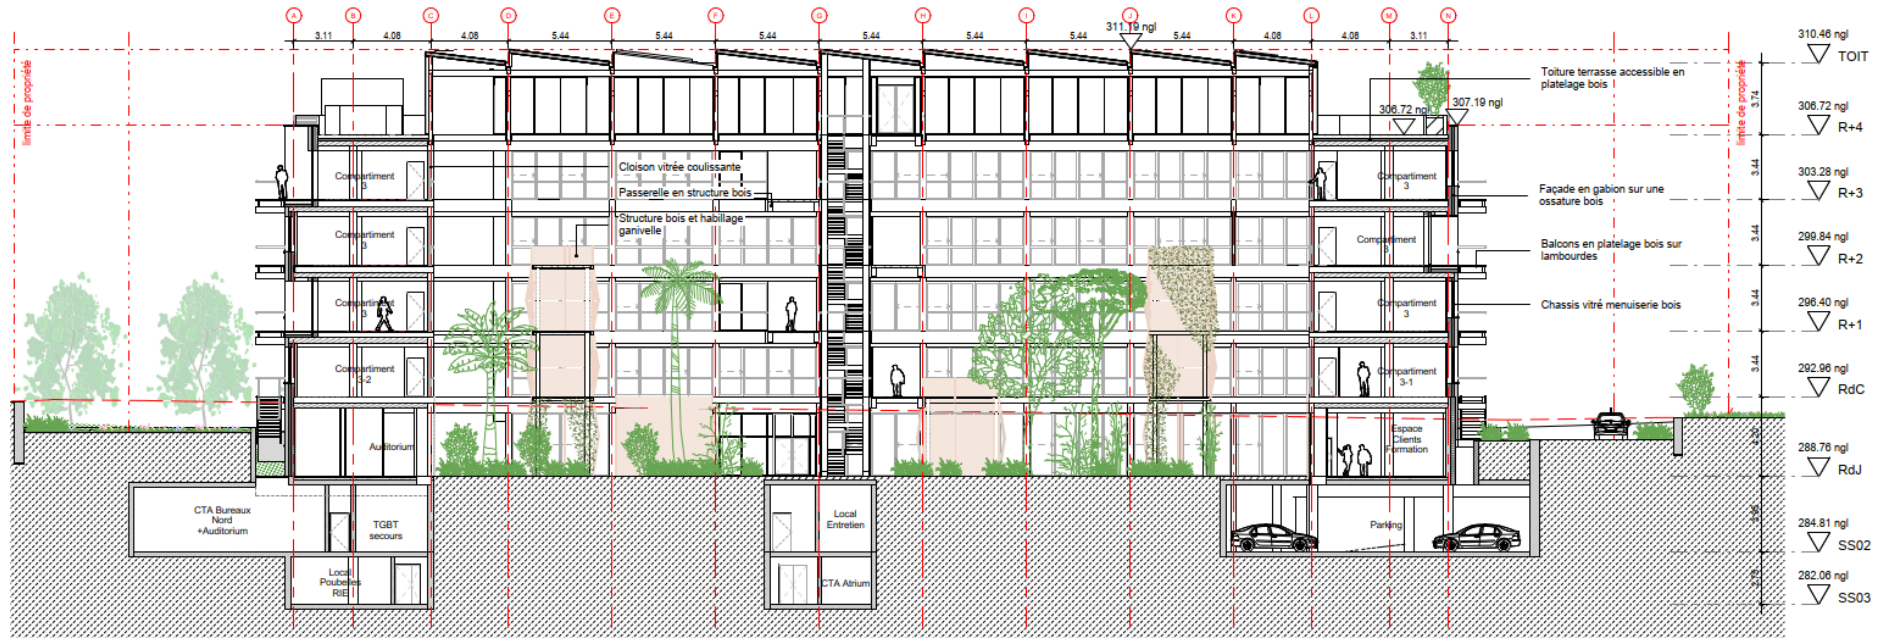 A B C D E F G H I J K L M N
3.11 4.08 4.08 5.44 5.44 5.44 5.44 5.44 5.44 5.44 4.08 4.08 3.11
311.19 ngl
310.46 ngl
TOIT
limite de propriété
limite de propriété
Toiture terrasse accessible en
platelage bois
3.74
306.72 ngl
307.19 ngl
306.72 ngl
R+4
Cloison vitrée coulissante
Compartiment
3
Compartiment
3
3.44
303.28 ngl
R+3
Passerelle en structure bois
Façade en gabion sur une
ossature bois
Structure bois et habillage
ganivelle
Compartiment
3
Compartiment
3
3.44
299.84 ngl
R+2
Balcons en platelage bois sur
lambourdes
Compartiment
3
Compartiment
3
Chassis vitré menuiserie bois
3.44
296.40 ngl
R+1
Compartiment
3-2
Compartiment
3-1
3.44
292.96 ngl
RdC
Auditorium
Espace
Clients
Formation
4.20
288.76 ngl
RdJ
CTA Bureaux
Nord
+Auditorium
TGBT
secours
Local
Entretien
Parking
3.95
284.81 ngl
SS02
Local
Poubelles
RIE
CTA Atrium
2.75
282.06 ngl
SS03